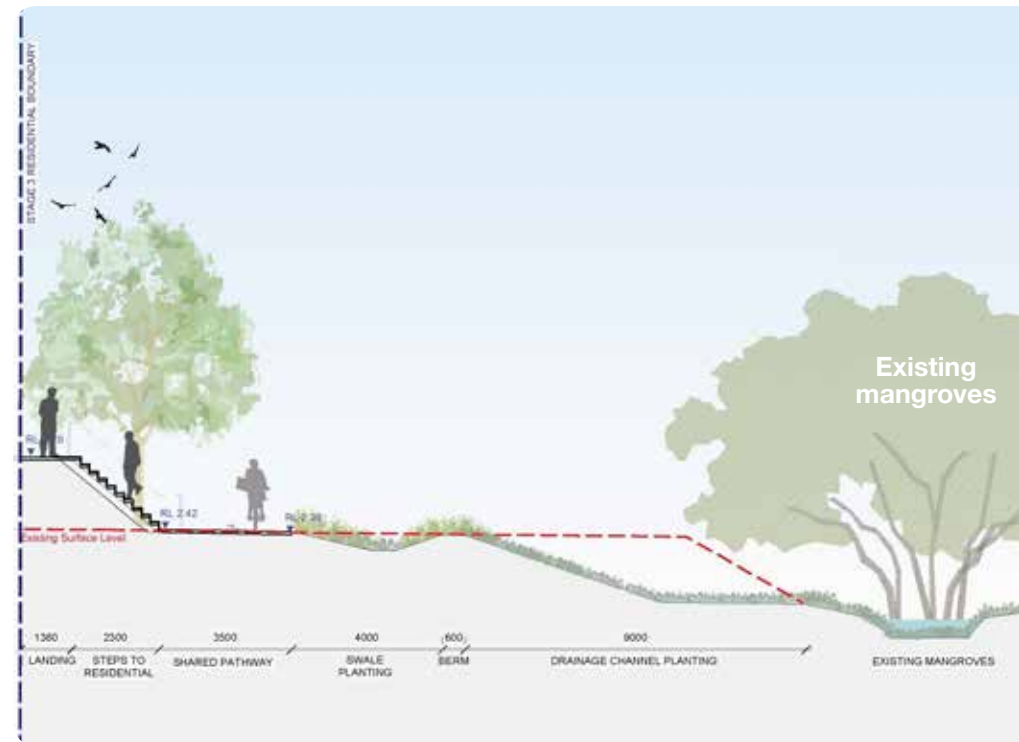 STAGE 3 RESIDENTIAL BOUNDARY
Existing
mangroves
RL
RL 2.42
Existing Surface Level
1360
2300
3500
4000
600
9000
LANDING
STEPS TO
RESIDENTIAL
SHARED PATHWAY
SWALE
PLANTING
BERM
DRAINAGE CHANNEL PLANTING
EXISTING MANGROVES